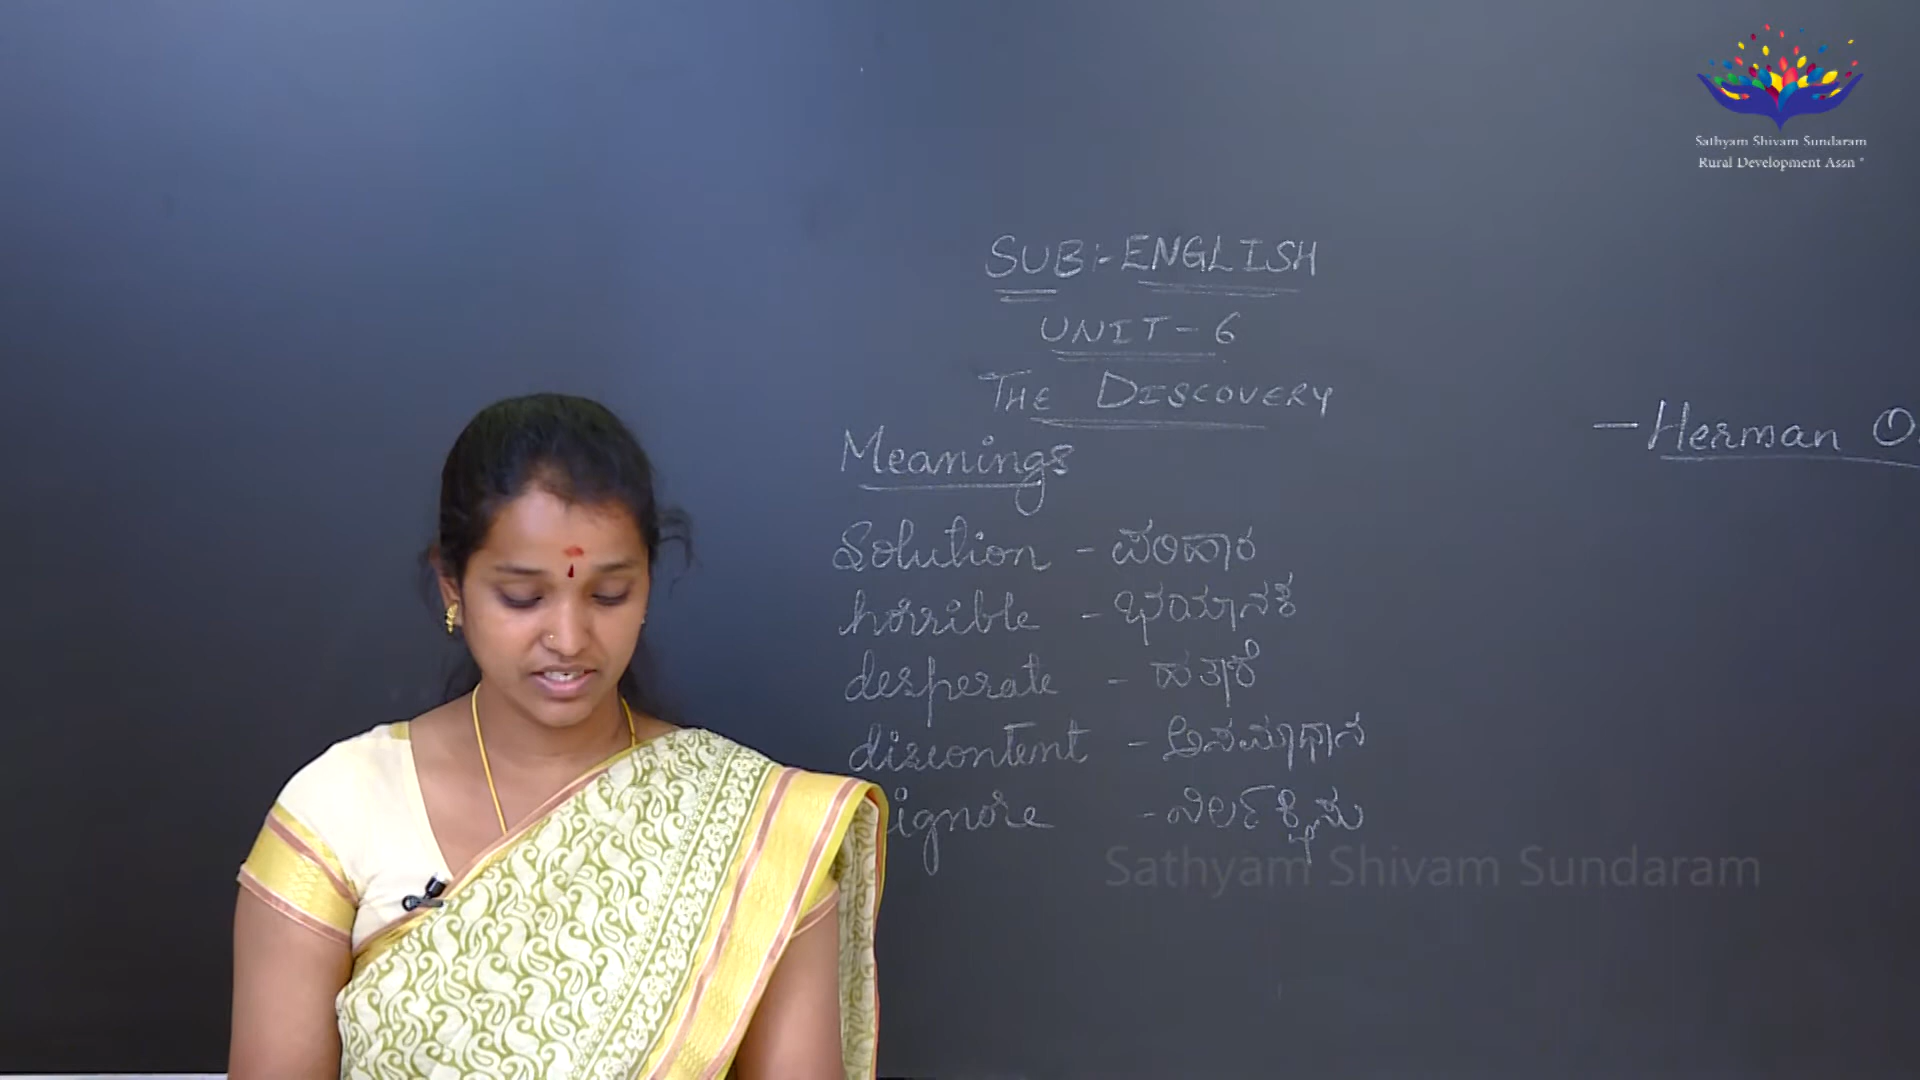 Sathyam Shivam Sundaram
Rural Development Assn ®
SUB:- ENGLISH
UNIT - 6
THE DISCOVERY
- Herman
Meanings
Solution - ಪರಿಹಾರ
horrible - ಭಯಾನಕ
desperate - ಹತಾಶೆ
discontent - ಅಸಮಾಧಾನ
ignore - ನಿರ್ಲಕ್ಷಿಸು
Sathyam Shivam Sundaram